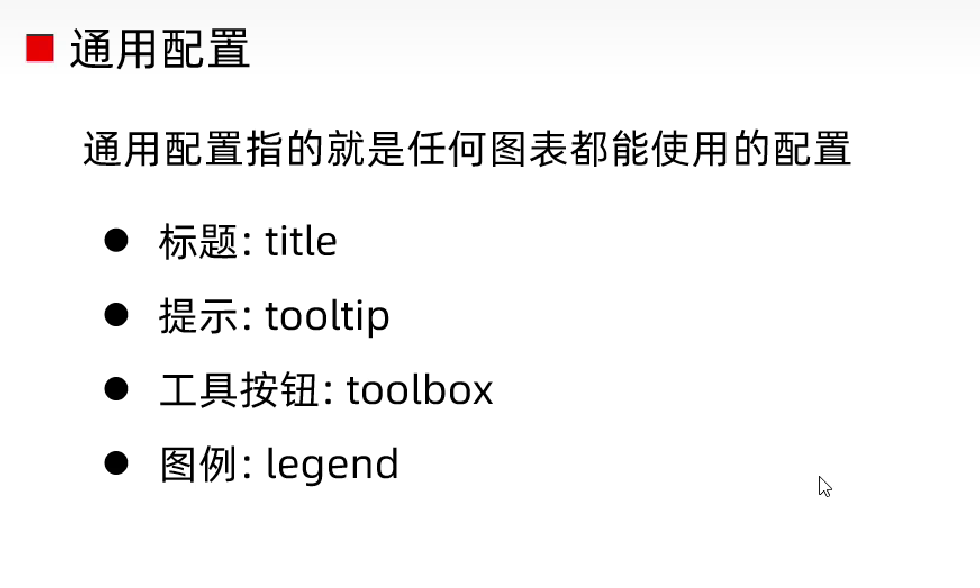 通用配置
通用配置指的就是任何图表都能使用的配置
标题: title
提示: tooltip
工具按钮: toolbox
图例: legend